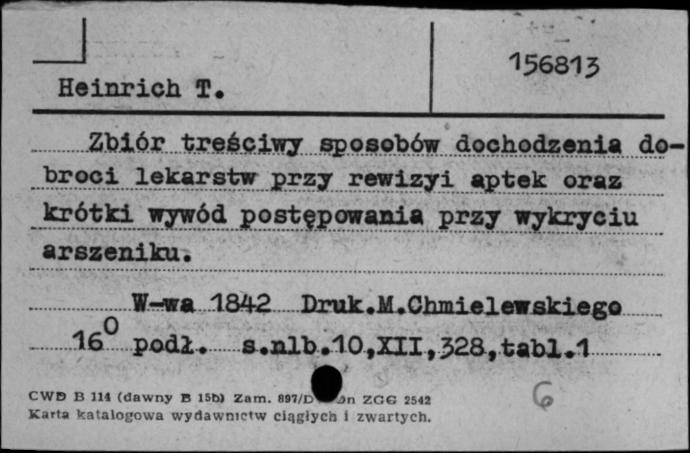 156813
Heinrich T.
Zbiór treściwy sposobów dochodzenia do-
broci lekarstw przy rewizyi aptek oraz
krótki wywód postępowania przy wykryciu
arszeniku.
W-wa 1842 Druk.M.Chmielewskiego
16° podł. s.nlb.10,XII,328,tabl.1
CWD B 114 (dawny B 15b) Zam. 897/D ZGG 2542
Karta katalogowa wydawnictw ciągłych i zwartych.
6